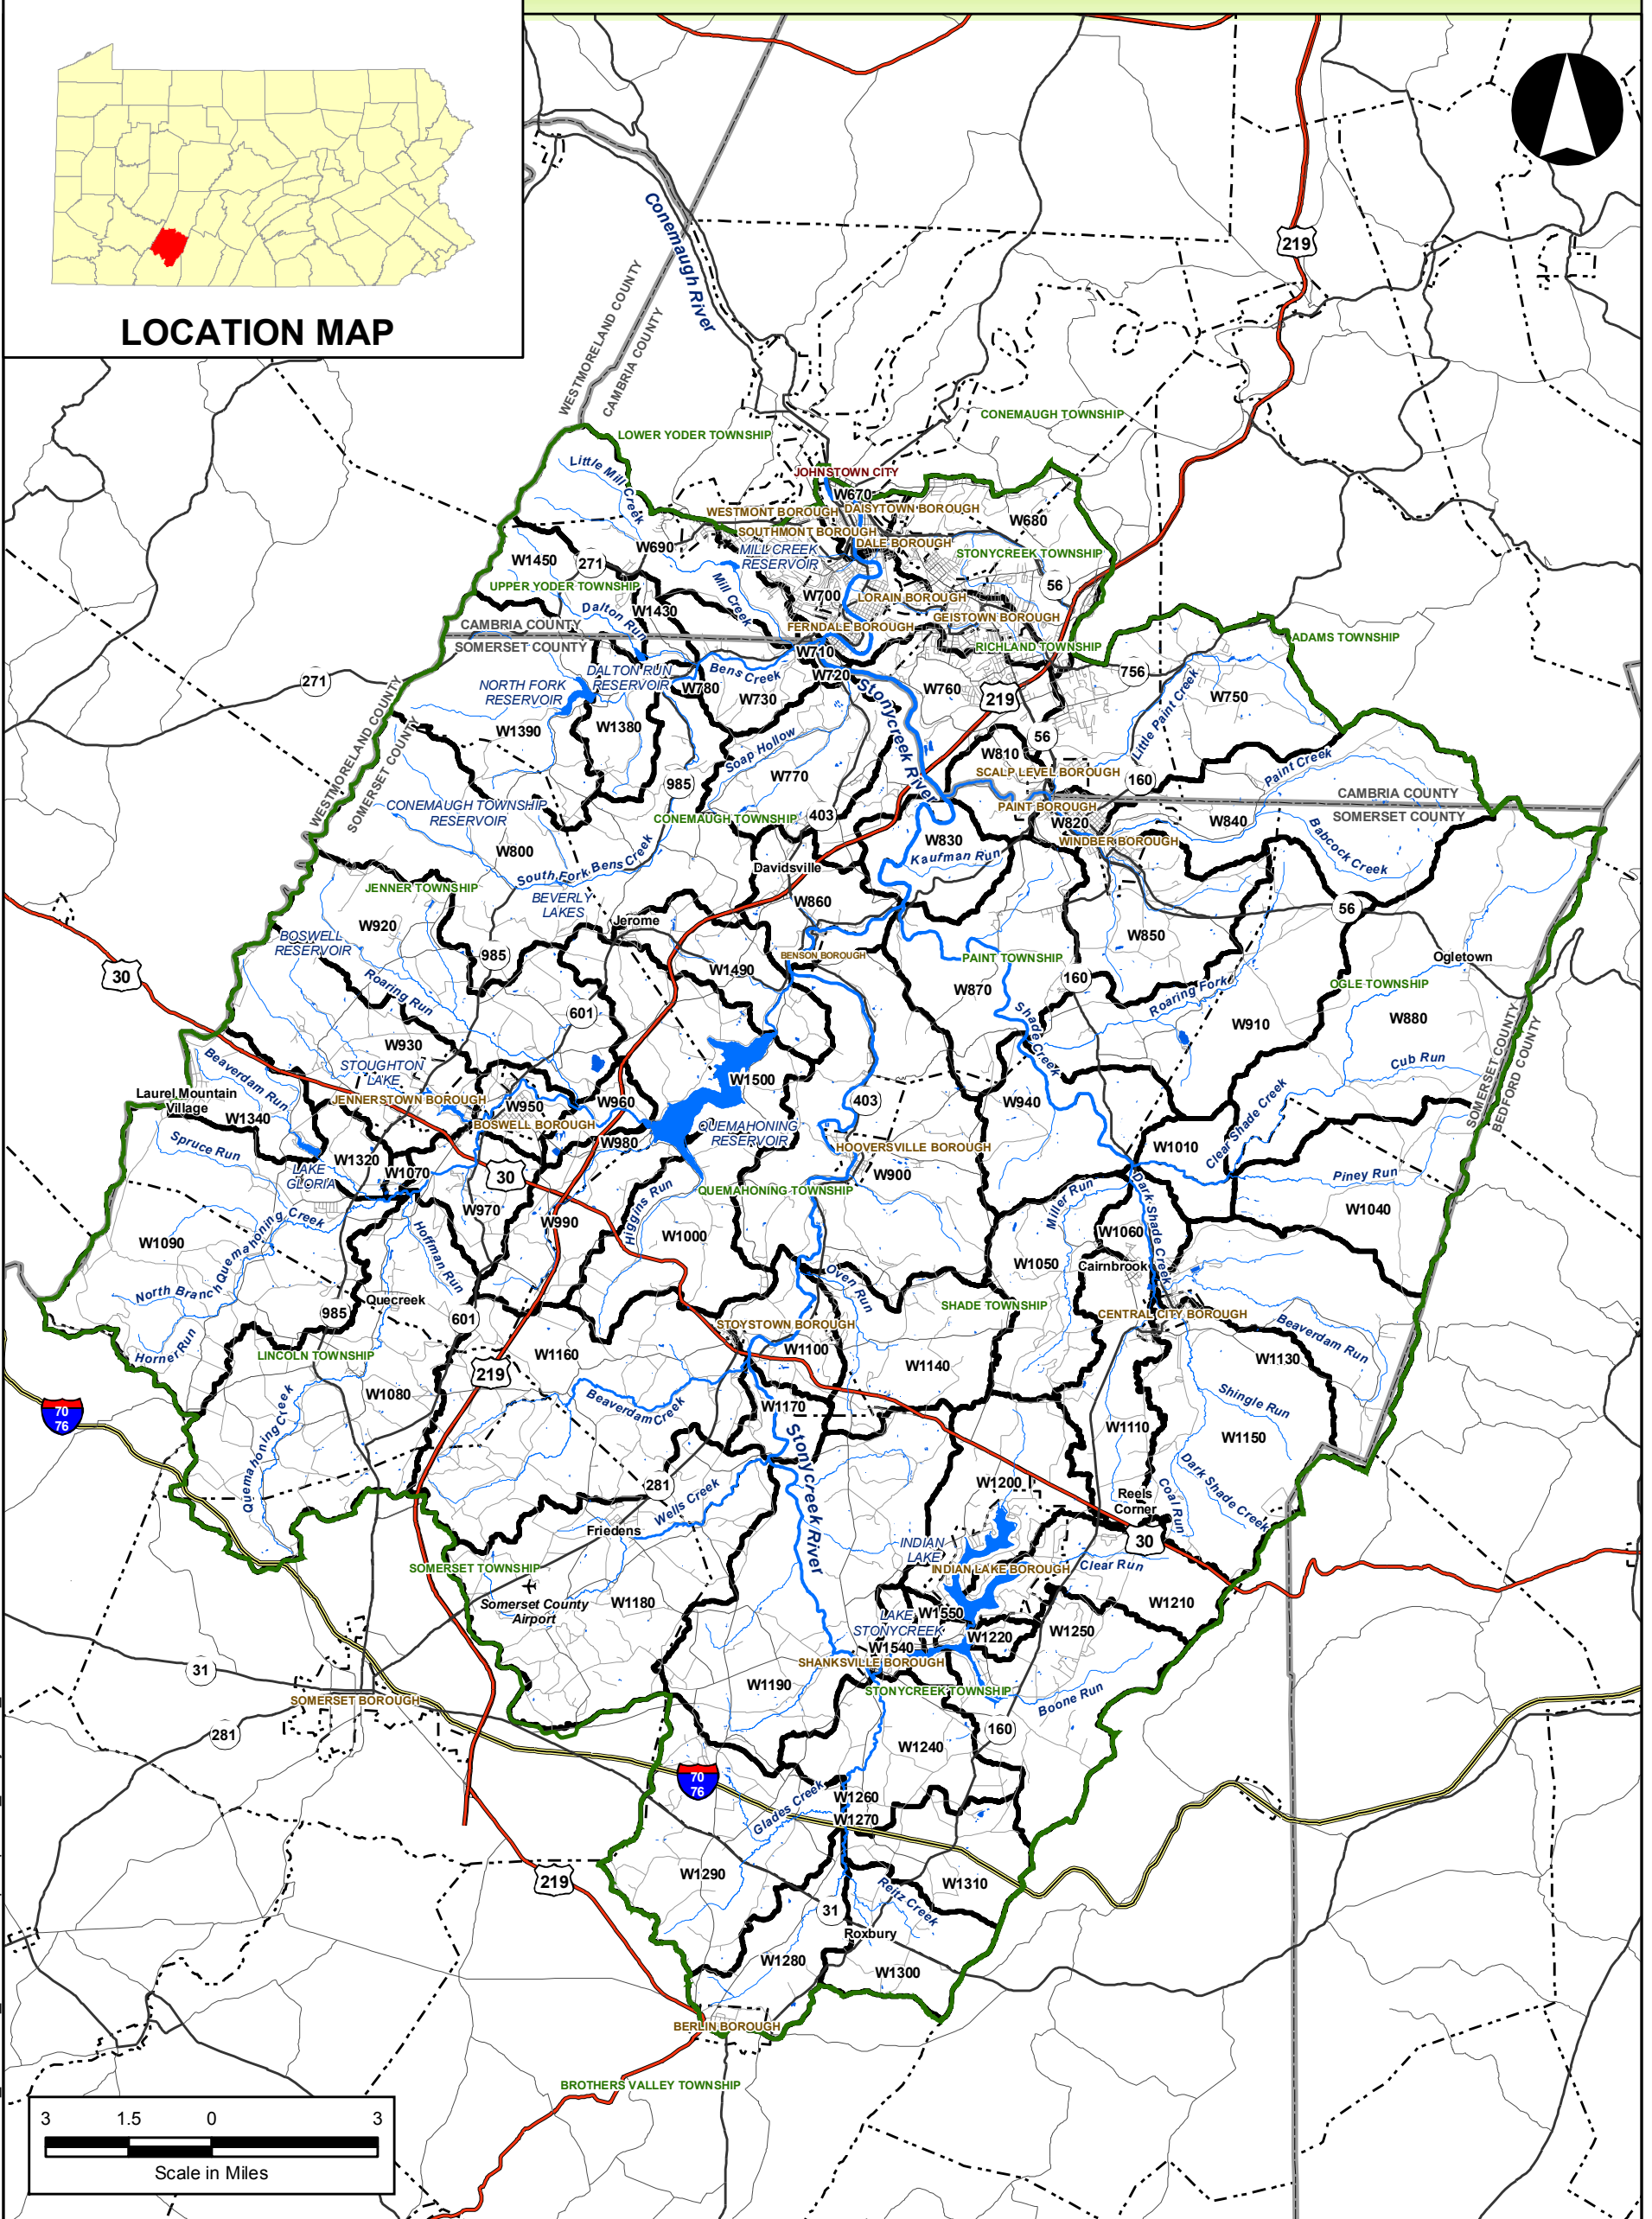 LOCATION MAP
Conemaugh River
219
WESTMORELAND COUNTY
CAMBRIA COUNTY
CONEMAUGH TOWNSHIP
LOWER YODER TOWNSHIP
Little Mill Creek
JOHNSTOWN CITY
W670
WESTMONT BOROUGH
DAISYTOWN BOROUGH
W680
SOUTHMONT BOROUGH
DALE BOROUGH
W690
MILL CREEK
RESERVOIR
STONYCREEK TOWNSHIP
W1450
271
56
UPPER YODER TOWNSHIP
Mill Creek
W700
LORAIN BOROUGH
Dalton Run
W1430
GEISTOWN BOROUGH
CAMBRIA COUNTY
SOMERSET COUNTY
FERNDALE BOROUGH
ADAMS TOWNSHIP
RICHLAND TOWNSHIP
W710
W720
Bens Creek
DALTON RUN
RESERVOIR
756
271
NORTH FORK
RESERVOIR
W780
W730
W760
219
W750
Stonycreek River
Little Paint Creek
W1390
W1380
56
WESTMORELAND COUNTY
SOMERSET COUNTY
Soap Hollow
W810
SCALP LEVEL BOROUGH
160
Paint Creek
985
W770
CAMBRIA COUNTY
SOMERSET COUNTY
CONEMAUGH TOWNSHIP
RESERVOIR
PAINT BOROUGH
CONEMAUGH TOWNSHIP
403
W820
W840
WINDBER BOROUGH
Babcock Creek
W830
W800
Kaufman Run
South Fork Bens Creek
Davidsville
JENNER TOWNSHIP
BEVERLY
LAKES
W860
56
W920
Jerome
BOSWELL
RESERVOIR
W850
985
BENSON BOROUGH
PAINT TOWNSHIP
Ogletown
W1490
Roaring Run
30
160
W870
Roaring Fork
OGLE TOWNSHIP
601
Shade Creek
W910
W880
W930
SOMERSET COUNTY
BEDFORD COUNTY
Beaverdam Run
STOUGHTON
LAKE
Cub Run
W1500
Laurel Mountain
Village
JENNERSTOWN BOROUGH
W950
W960
403
W940
W1340
BOSWELL BOROUGH
W980
QUEMAHONING
RESERVOIR
HOOVERSVILLE BOROUGH
W1010
Clear Shade Creek
Spruce Run
W1320
LAKE
GLORIA
W1070
30
W900
Piney Run
QUEMAHONING TOWNSHIP
Miller Run
Dark Shade Creek
W970
W990
Higgins Run
W1040
North Branch Quemahoning Creek
Hoffman Run
W1000
W1060
W1090
W1050
Cairnbrook
Oven Run
Quecreek
985
601
SHADE TOWNSHIP
CENTRAL CITY BOROUGH
STOYSTOWN BOROUGH
Beaverdam Run
Horner Run
LINCOLN TOWNSHIP
W1160
W1100
W1140
W1130
219
W1080
Beaverdam Creek
Shingle Run
70
76
W1170
Quemahoning Creek
W1110
W1150
Stonycreek River
281
W1200
Dark Shade Creek
Wells Creek
Reels
Corner
Coal Run
Friedens
INDIAN
LAKE
30
SOMERSET TOWNSHIP
INDIAN LAKE BOROUGH
Clear Run
Somerset County
Airport
W1180
W1210
W1550
LAKE
STONYCREEK
W1220
W1250
W1540
SHANKSVILLE BOROUGH
31
W1190
STONYCREEK TOWNSHIP
SOMERSET BOROUGH
Boone Run
281
160
W1240
70
76
Glades Creek
W1260
W1270
W1290
219
W1310
Reitz Creek
31
Roxbury
W1280
W1300
BERLIN BOROUGH
BROTHERS VALLEY TOWNSHIP
3 1.5 0 3
Scale in Miles